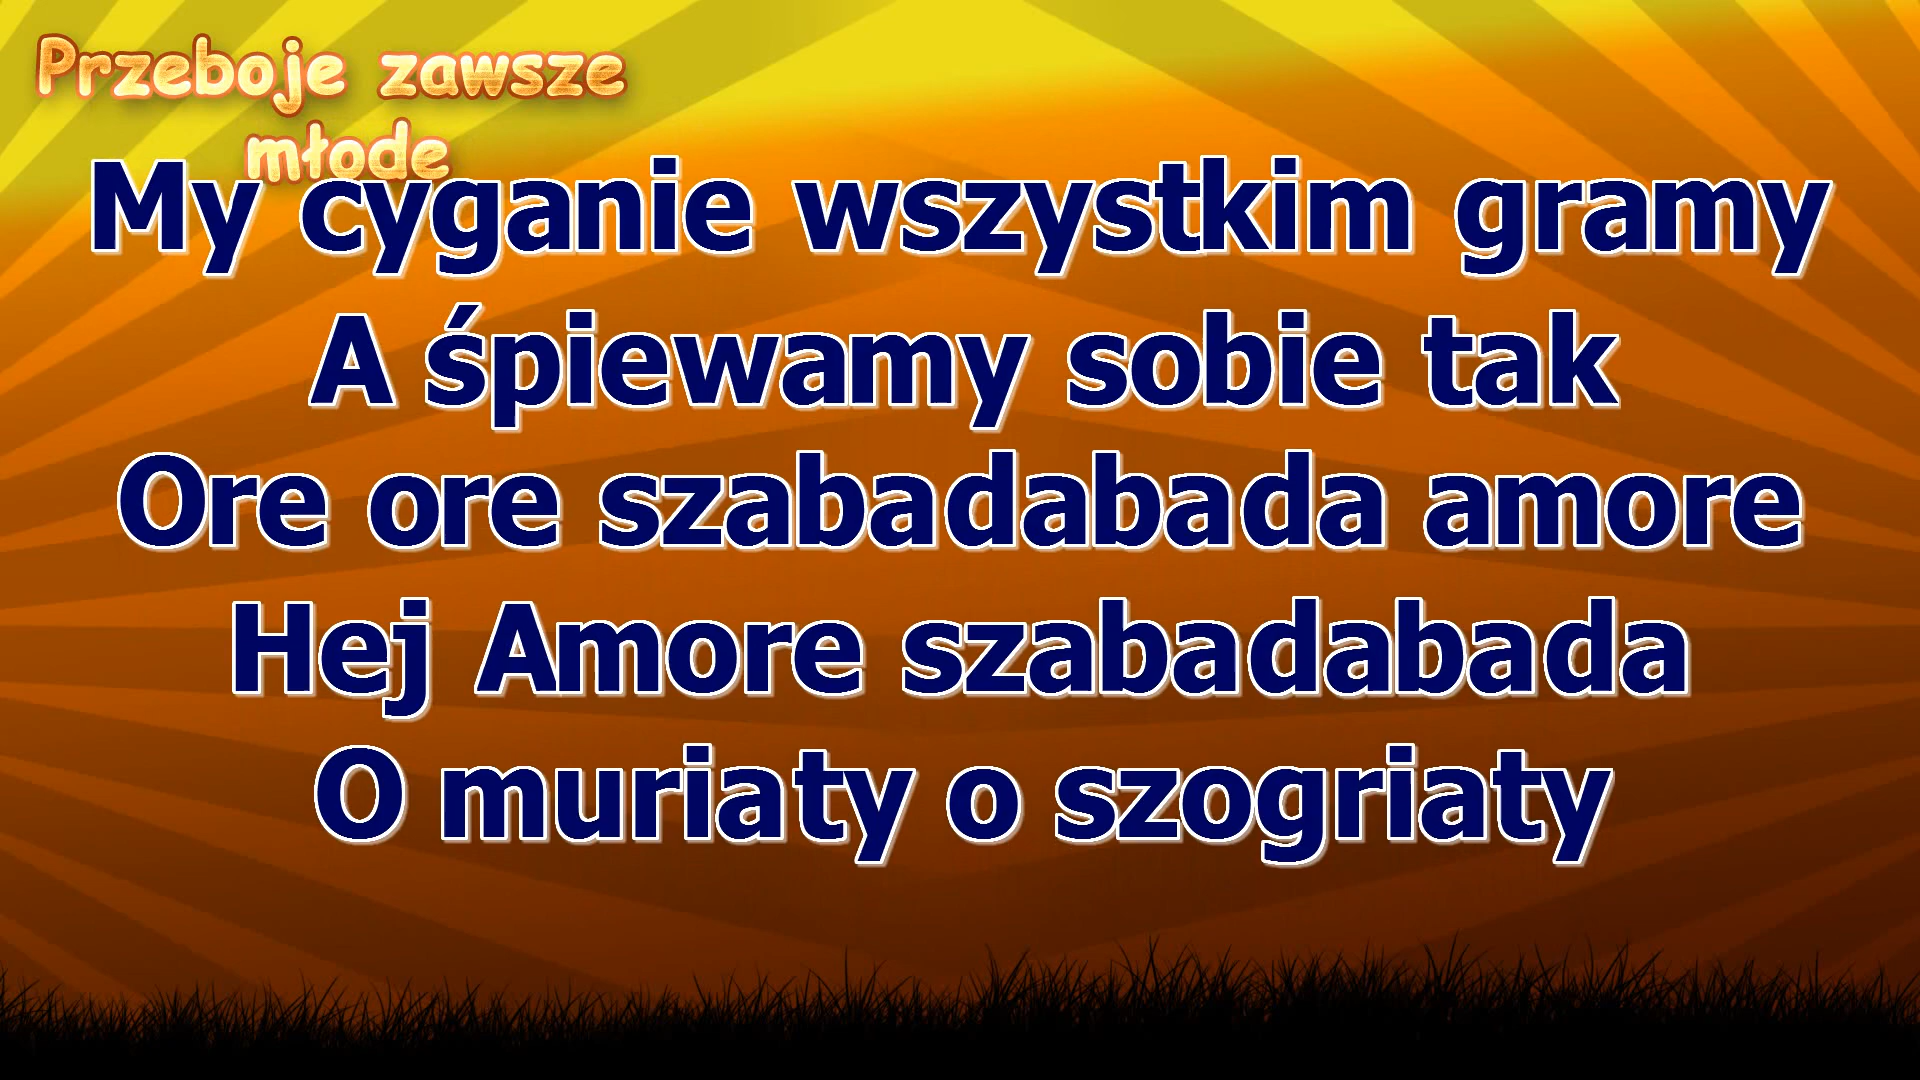 Przeboje zawsze
młode
My cyganie wszystkim gramy
A śpiewamy sobie tak
Ore ore szabadabada amore
Hej Amore szabadabada
O muriaty o szogriaty